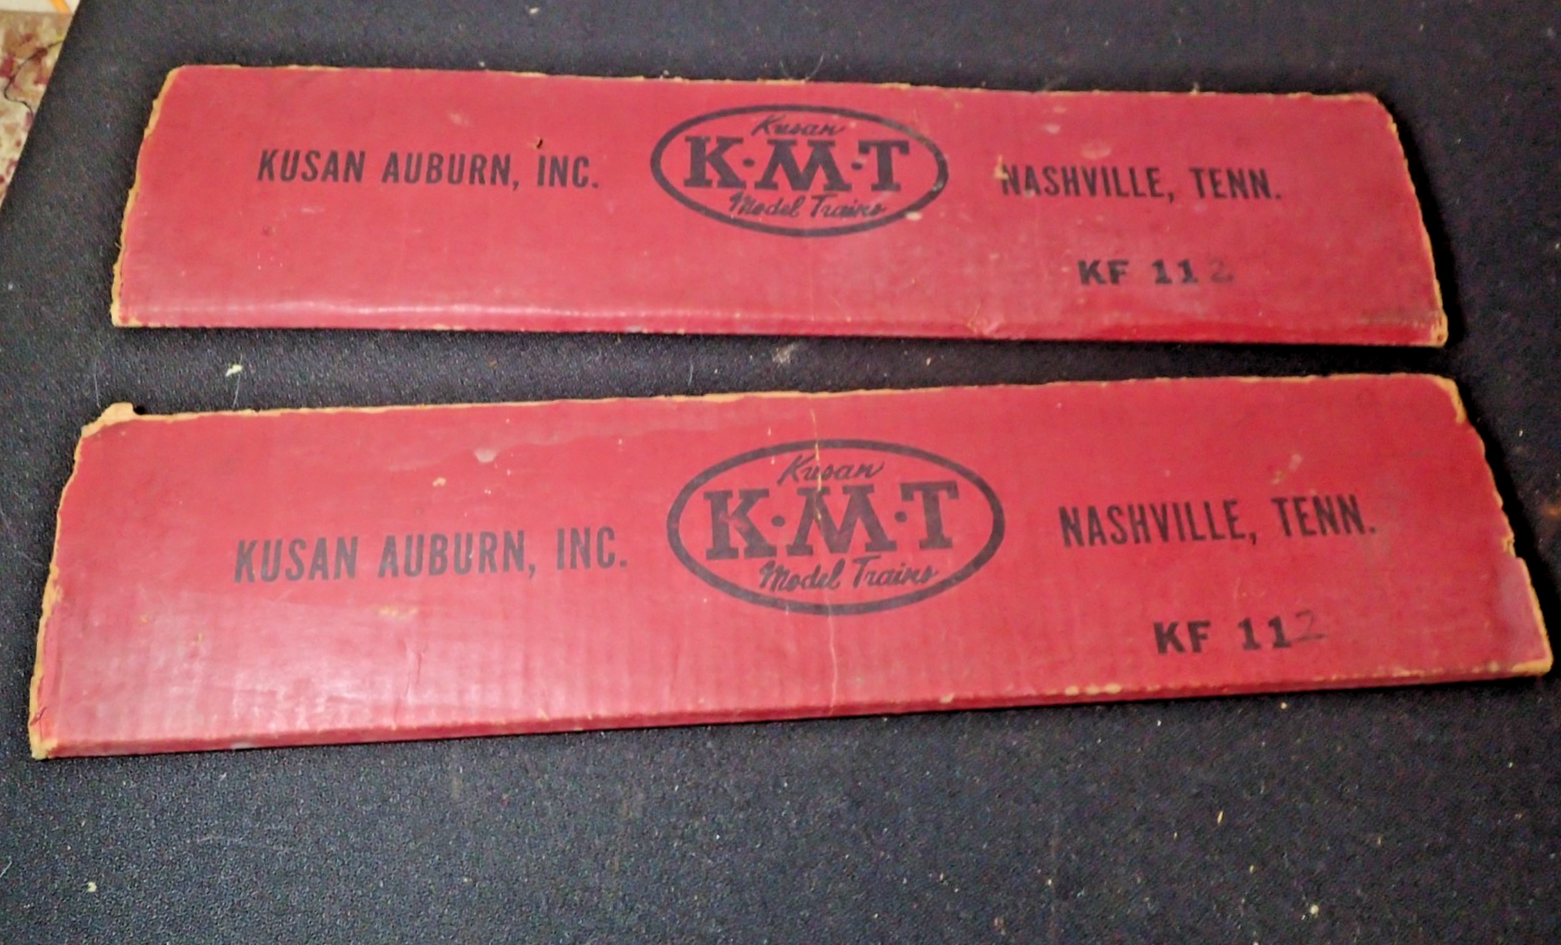 KUSAN AUBURN, INC.
Kusan
K·M·T
Model Trains
NASHVILLE, TENN.
KF 112
KUSAN AUBURN, INC.
Kusan
K·M·T
Model Trains
NASHVILLE, TENN.
KF 112